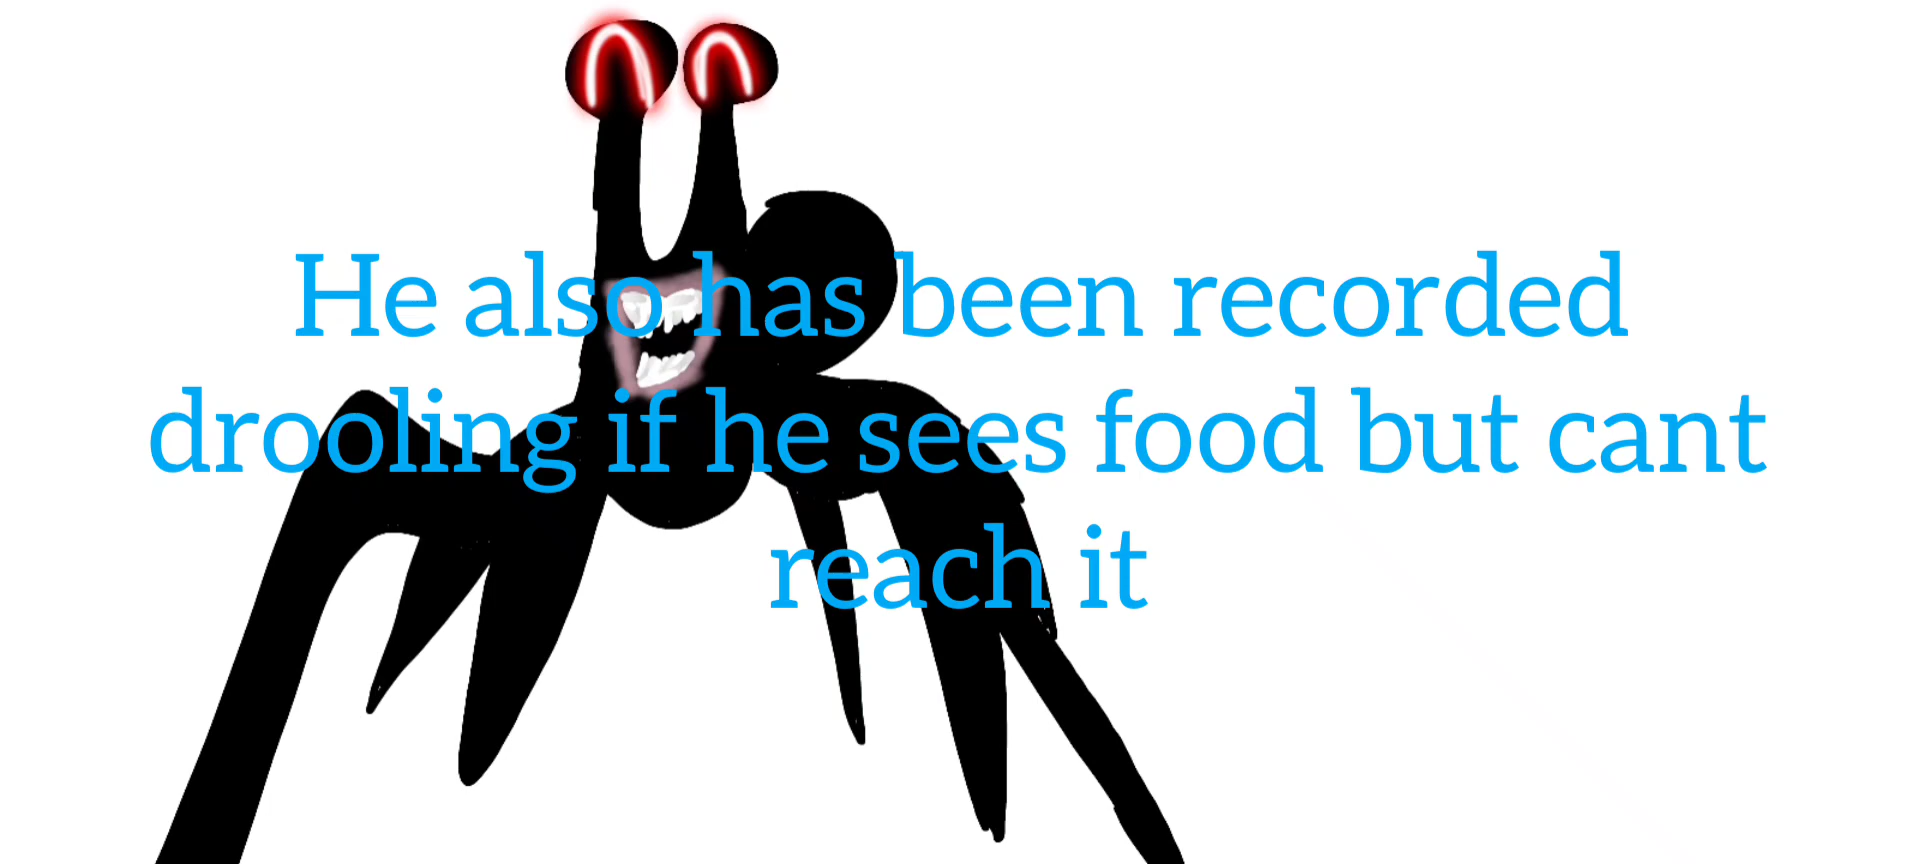 He also has been recorded
drooling if he sees food but cant
reach it